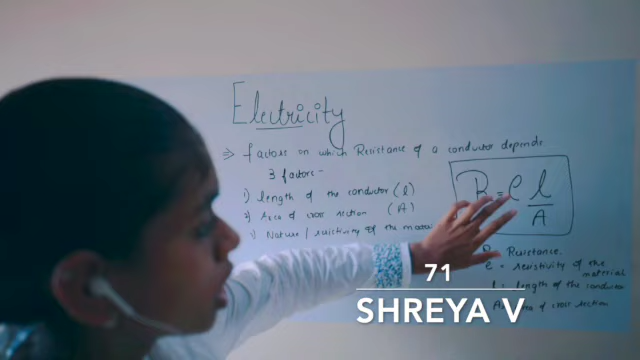 Electricity
⇒ factors on which Resistance of a conductor depends
3 factors -
1) length of the conductor (l)
2) Area of cross section (A)
3) Nature / resistivity of the
R = ρ l/A
R = Resistance.
ρ = resistivity of the material
l = length of the conductor
of cross section
71
SHREYA V